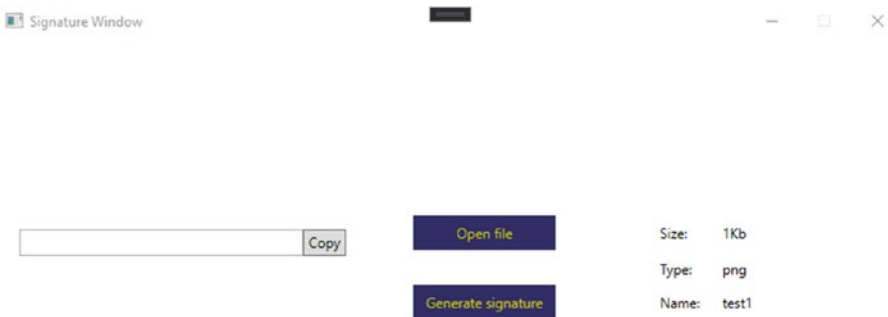 Signature Window
Copy
Open file
Generate signature
Size: 1Kb
Type: png
Name: test1